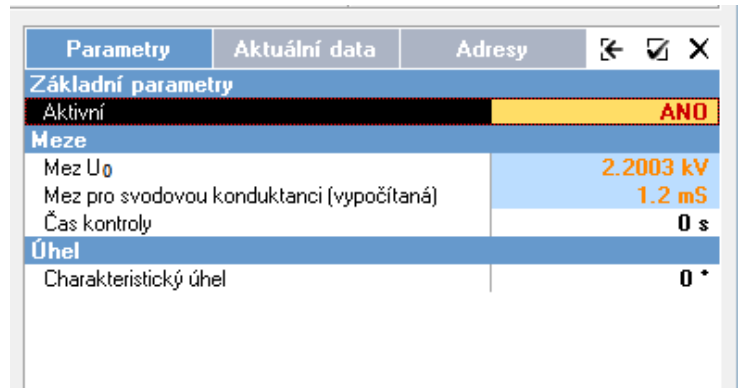 Parametry Aktuální data Adresy
Základní parametry
Aktivní ANO
Meze
Mez U0 2.2003 kV
Mez pro svodovou konduktanci (vypočítaná) 1.2 mS
Čas kontroly 0 s
Úhel
Charakteristický úhel 0 °